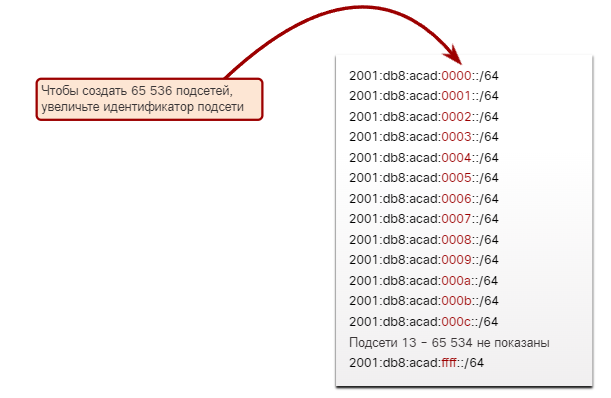 Чтобы создать 65 536 подсетей,
увеличьте идентификатор подсети
2001:db8:acad:0000::/64
2001:db8:acad:0001::/64
2001:db8:acad:0002::/64
2001:db8:acad:0003::/64
2001:db8:acad:0004::/64
2001:db8:acad:0005::/64
2001:db8:acad:0006::/64
2001:db8:acad:0007::/64
2001:db8:acad:0008::/64
2001:db8:acad:0009::/64
2001:db8:acad:000a::/64
2001:db8:acad:000b::/64
2001:db8:acad:000c::/64
Подсети 13 – 65 534 не показаны
2001:db8:acad:ffff::/64